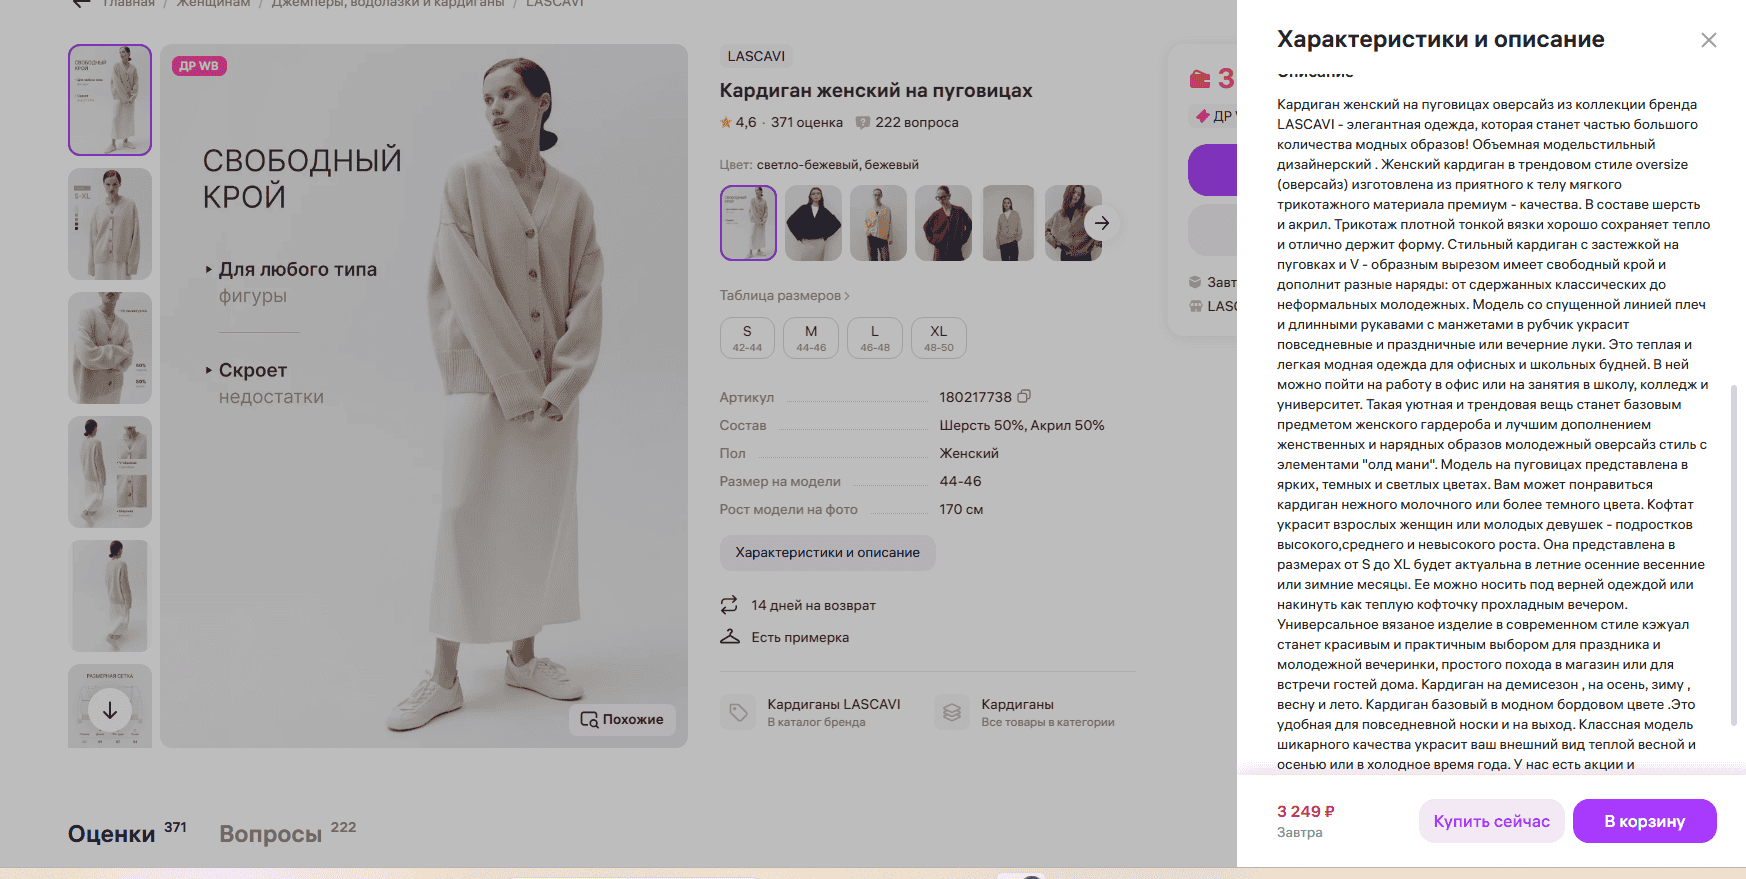 Главная / Женщинам / Джемперы, водолазки и кардиганы / LASCAVI
ДР WB
СВОБОДНЫЙ
КРОЙ
Для любого типа
фигуры
Скроет
недостатки
Похожие
LASCAVI
Кардиган женский на пуговицах
4,6 · 371 оценка 222 вопроса
Цвет: светло-бежевый, бежевый
Таблица размеров
S M L XL
42-44 44-46 46-48 48-50
Артикул 180217738
Состав Шерсть 50%, Акрил 50%
Пол Женский
Размер на модели 44-46
Рост модели на фото 170 см
Характеристики и описание
14 дней на возврат
Есть примерка
Кардиганы LASCAVI
В каталог бренда
Кардиганы
Все товары в категории
3
ДР
Завт
LASC
Оценки 371 Вопросы 222
Характеристики и описание
Описание
Кардиган женский на пуговицах оверсайз из коллекции бренда
LASCAVI - элегантная одежда, которая станет частью большого
количества модных образов! Объемная модельстильный
дизайнерский . Женский кардиган в трендовом стиле oversize
(оверсайз) изготовлена из приятного к телу мягкого
трикотажного материала премиум - качества. В составе шерсть
и акрил. Трикотаж плотной тонкой вязки хорошо сохраняет тепло
и отлично держит форму. Стильный кардиган с застежкой на
пуговках и V - образным вырезом имеет свободный крой и
дополнит разные наряды: от сдержанных классических до
неформальных молодежных. Модель со спущенной линией плеч
и длинными рукавами с манжетами в рубчик украсит
повседневные и праздничные или вечерние луки. Это теплая и
легкая модная одежда для офисных и школьных будней. В ней
можно пойти на работу в офис или на занятия в школу, колледж и
университет. Такая уютная и трендовая вещь станет базовым
предметом женского гардероба и лучшим дополнением
женственных и нарядных образов молодежный оверсайз стиль с
элементами "олд мани". Модель на пуговицах представлена в
ярких, темных и светлых цветах. Вам может понравиться
кардиган нежного молочного или более темного цвета. Кофтат
украсит взрослых женщин или молодых девушек - подростков
высокого,среднего и невысокого роста. Она представлена в
размерах от S до XL будет актуальна в летние осенние весенние
или зимние месяцы. Ее можно носить под верней одеждой или
накинуть как теплую кофточку прохладным вечером.
Универсальное вязаное изделие в современном стиле кэжуал
станет красивым и практичным выбором для праздника и
молодежной вечеринки, простого похода в магазин или для
встречи гостей дома. Кардиган на демисезон , на осень, зиму ,
весну и лето. Кардиган базовый в модном бордовом цвете .Это
удобная для повседневной носки и на выход. Классная модель
шикарного качества украсит ваш внешний вид теплой весной и
осенью или в холодное время года. У нас есть акции и
3 249 ₽
Завтра
Купить сейчас
В корзину